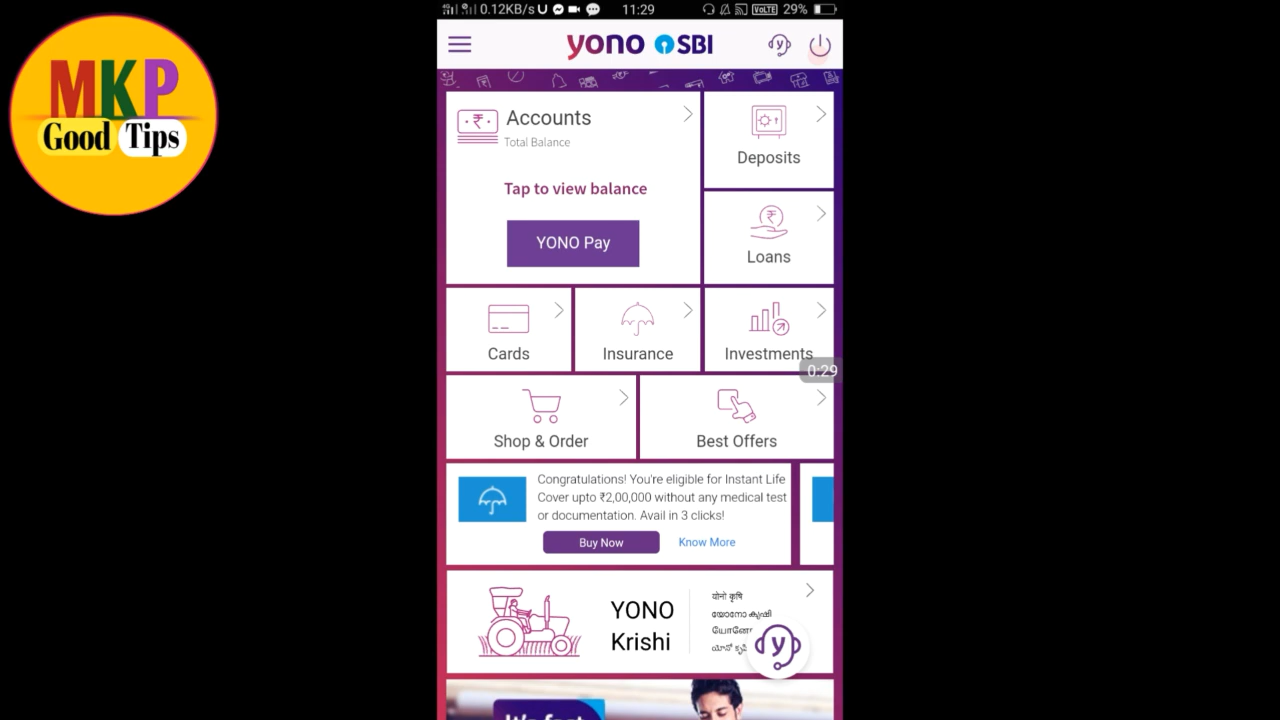 MKP
Good Tips
0.12KB/s U 11:29 VoLTE 29%
yono SBI
Accounts
Total Balance
Tap to view balance
YONO Pay
Deposits
Loans
Cards
Insurance
Investments
0:29
Shop & Order
Best Offers
Congratulations! You're eligible for Instant Life
Cover upto ₹2,00,000 without any medical test
or documentation. Avail in 3 clicks!
Buy Now
Know More
YONO
Krishi
योनो कृषि
യോനോ കൃഷി
y
We's fast